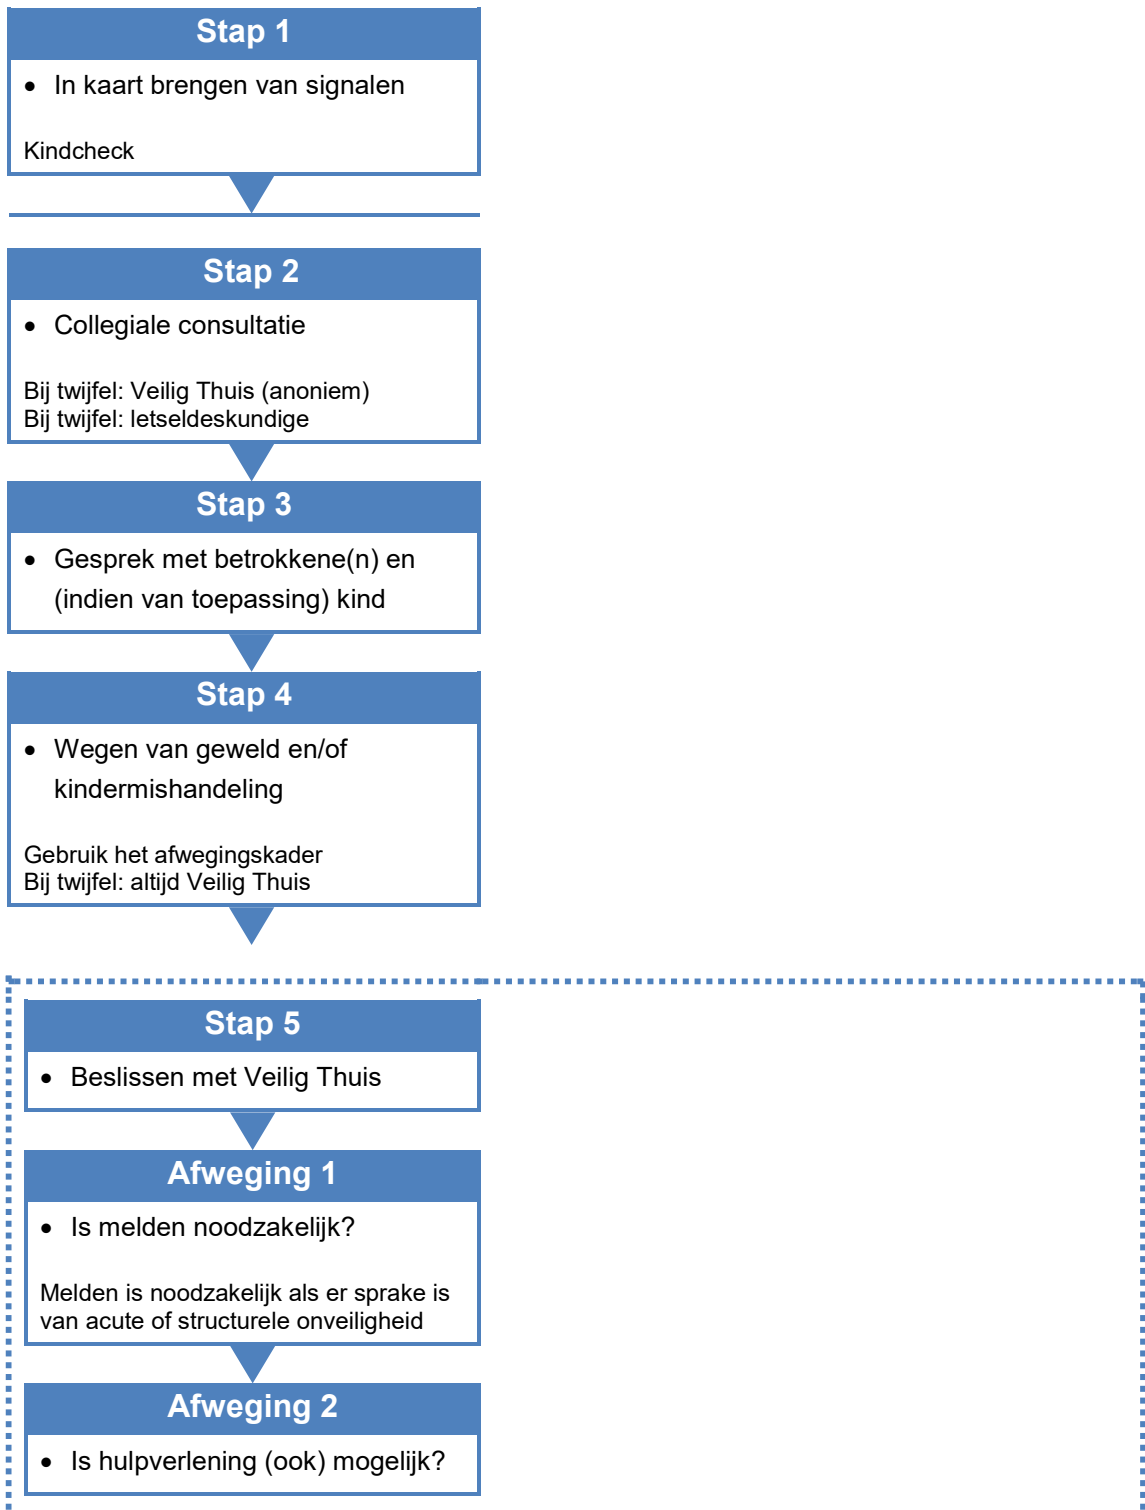 Stap 1
• In kaart brengen van signalen
Kindcheck
Stap 2
• Collegiale consultatie
Bij twijfel: Veilig Thuis (anoniem)
Bij twijfel: letseldeskundige
Stap 3
• Gesprek met betrokkene(n) en
(indien van toepassing) kind
Stap 4
• Wegen van geweld en/of
kindermishandeling
Gebruik het afwegingskader
Bij twijfel: altijd Veilig Thuis
Stap 5
• Beslissen met Veilig Thuis
Afweging 1
• Is melden noodzakelijk?
Melden is noodzakelijk als er sprake is
van acute of structurele onveiligheid
Afweging 2
• Is hulpverlening (ook) mogelijk?